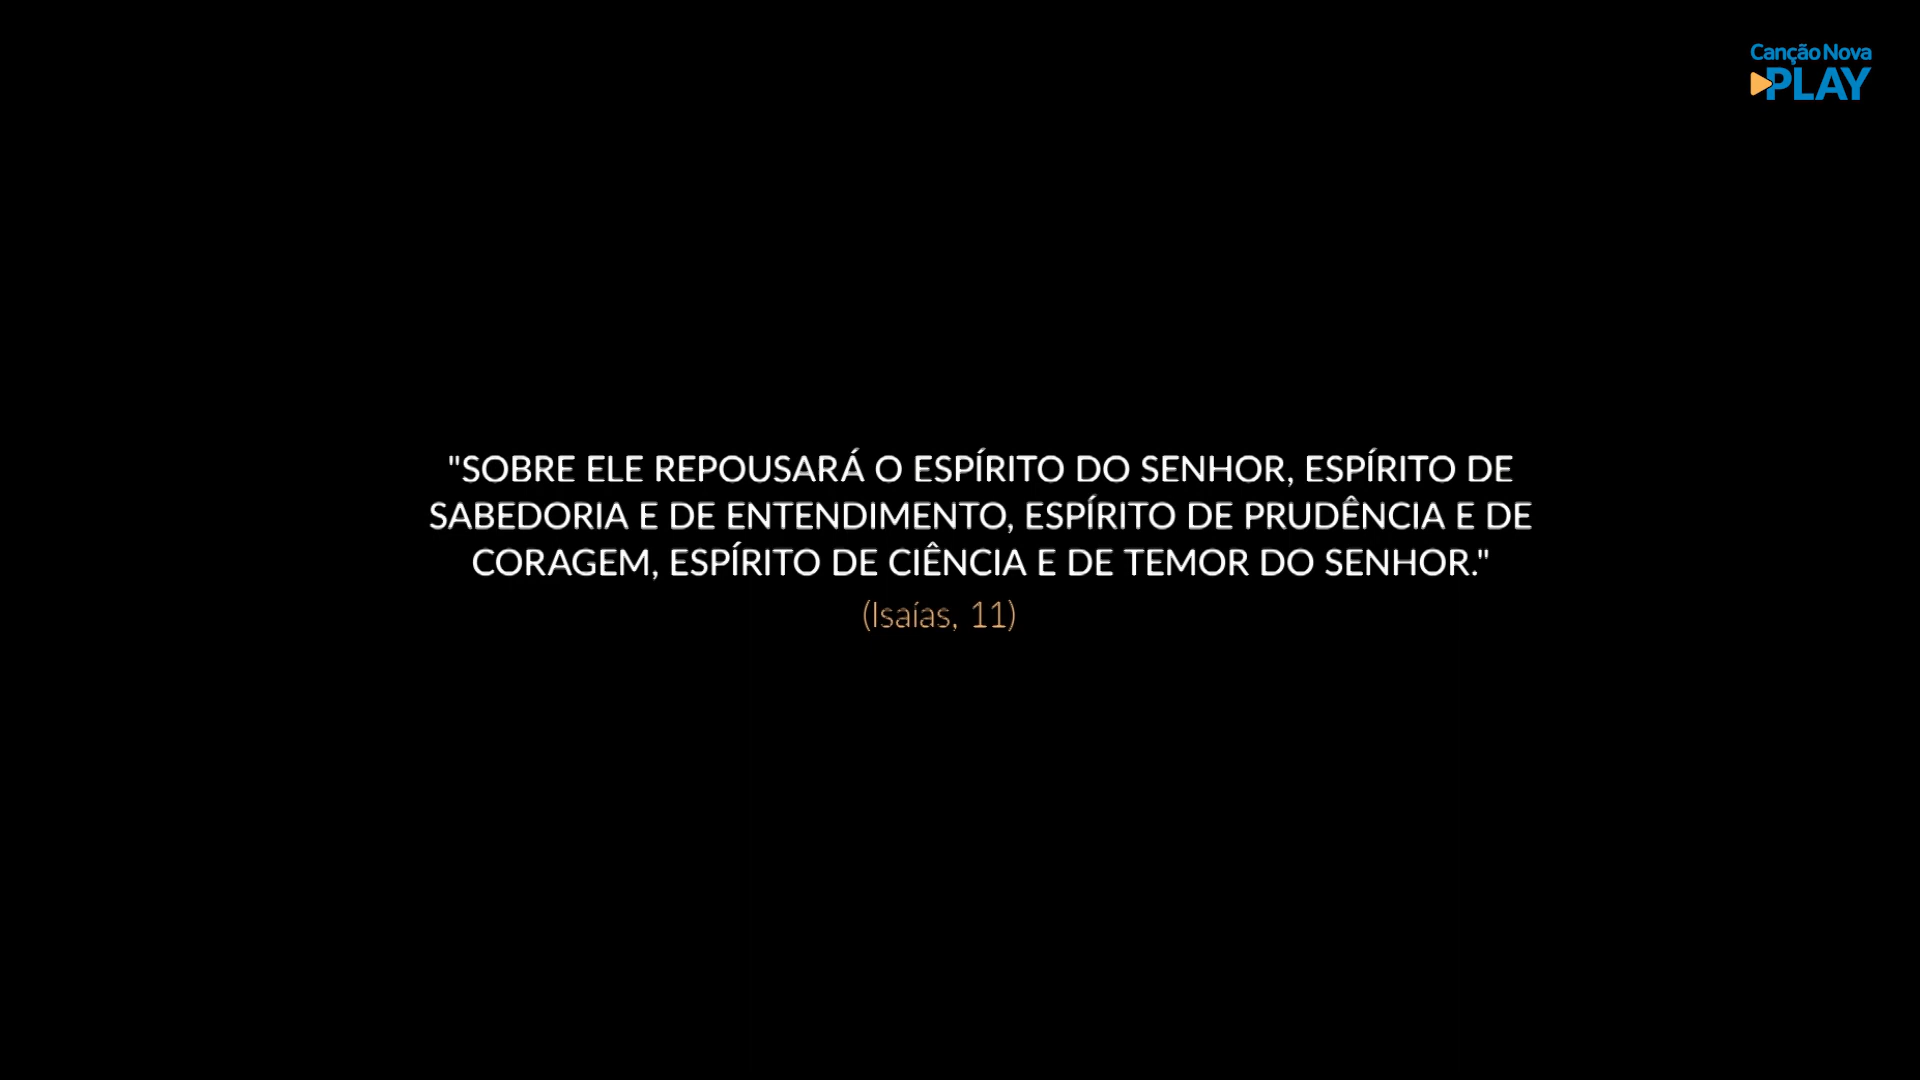 Canção Nova
PLAY
"SOBRE ELE REPOUSARÁ O ESPÍRITO DO SENHOR, ESPÍRITO DE
SABEDORIA E DE ENTENDIMENTO, ESPÍRITO DE PRUDÊNCIA E DE
CORAGEM, ESPÍRITO DE CIÊNCIA E DE TEMOR DO SENHOR."
(Isaías, 11)